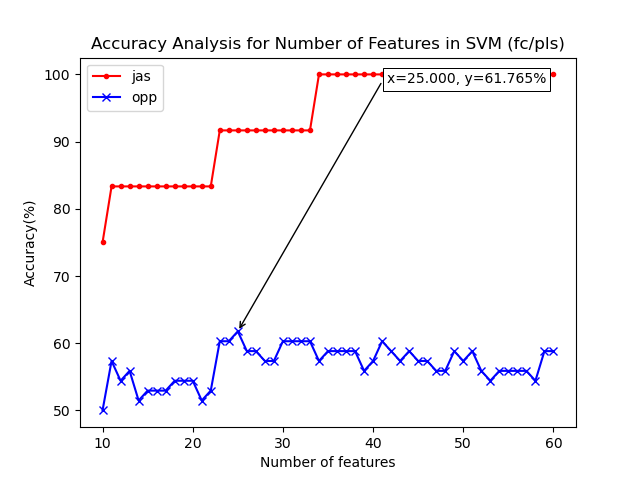 Accuracy Analysis for Number of Features in SVM (fc/pls)
100
90
80
70
60
50
Accuracy(%)
jas
opp
x=25.000, y=61.765%
10 20 30 40 50 60
Number of features